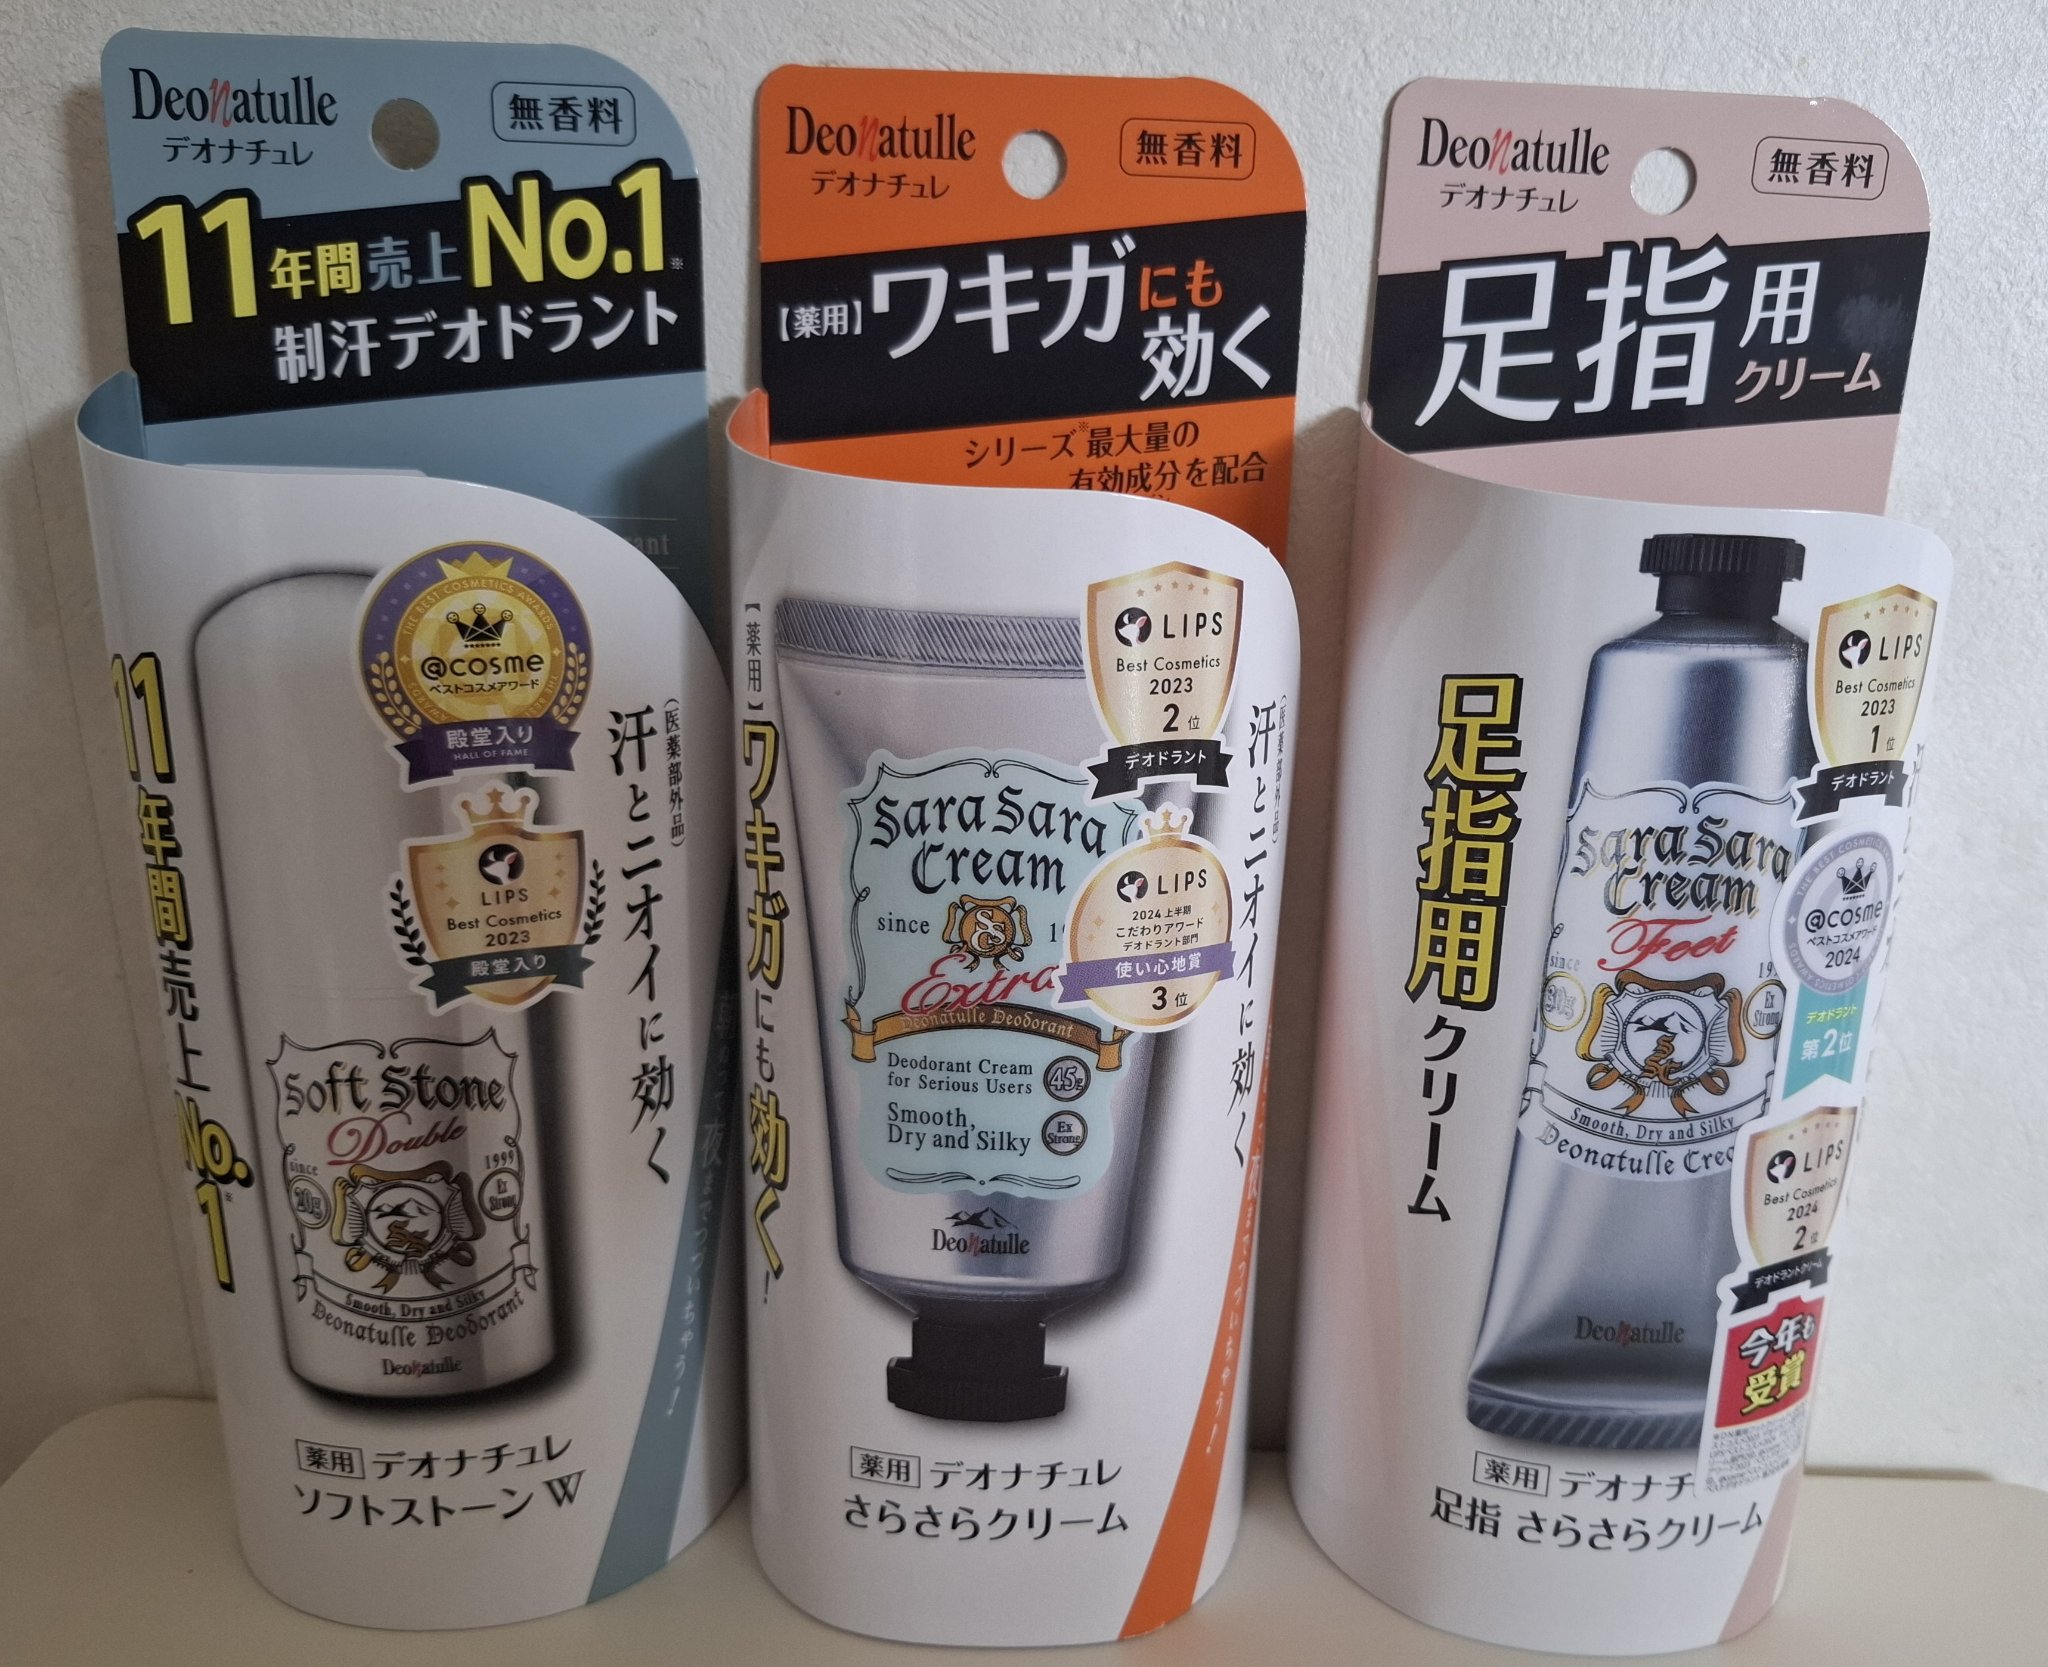 Deonatulle
デオナチュレ
無香料
11年間売上No.1※
制汗デオドラント
THE BEST COSMETICS AWARDS
@cosme
ベストコスメアワード
殿堂入り
HALL OF FAME
LIPS
Best Cosmetics
2023
殿堂入り
11年間売上No.1※
(医薬部外品)
汗とニオイに効く
Soft Stone
Double
since
1999
20g
Ex
Strong
Smooth, Dry and Silky
Deonatulle Deodorant
Deonatulle
薬用 デオナチュレ
ソフトストーンW
Deonatulle
デオナチュレ
無香料
【薬用】ワキガにも
効く
シリーズ※最大量の
有効成分を配合
【薬用】ワキガにも効く!
LIPS
Best Cosmetics
2023
2位
デオドラント
LIPS
2024上半期
こだわりアワード
デオドラント部門
使い心地賞
3位
(医薬部外品)
汗とニオイに効く
Sara Sara
Cream
since
Extra
Deonatulle Deodorant
Deodorant Cream
for Serious Users
45g
Smooth,
Dry and Silky
Ex
Strong
Deonatulle
薬用 デオナチュレ
さらさらクリーム
Deonatulle
デオナチュレ
無香料
足指用
クリーム
足指用クリーム
LIPS
Best Cosmetics
2023
1位
デオドラント
@cosme
ベストコスメアワード
2024
デオドラント
第2位
LIPS
Best Cosmetics
2024
2位
デオドラントクリーム
今年も
受賞
Sara Sara
Cream
Feet
since
30g
Ex
Strong
Smooth, Dry and Silky
Deonatulle
Deonatulle
薬用 デオナチ
足指 さらさらクリーム